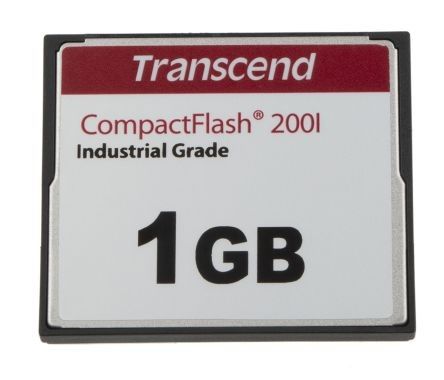 Transcend
CompactFlash® 200I
Industrial Grade
1GB